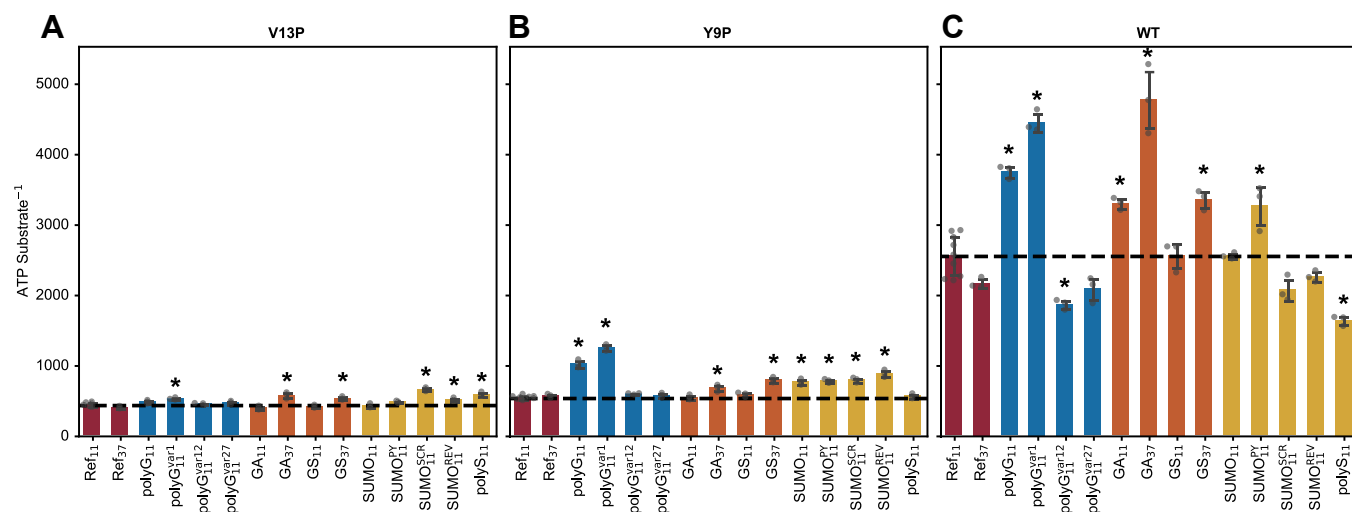 A V13P B Y9P C WT
ATP Substrate⁻¹
5000
4000
3000
2000
1000
0
Ref₁₁ Ref₃₇ polyG₁₁ polyG₁₁^var1 polyG₁₁^var12 polyG₁₁^var27 GA₁₁ GA₃₇ GS₁₁ GS₃₇ SUMO₁₁ SUMO₁₁^PY SUMO₁₁^SCR SUMO₁₁^REV polyS₁₁
* * * * * *
Ref₁₁ Ref₃₇ polyG₁₁ polyG₁₁^var1 polyG₁₁^var12 polyG₁₁^var27 GA₁₁ GA₃₇ GS₁₁ GS₃₇ SUMO₁₁ SUMO₁₁^PY SUMO₁₁^SCR SUMO₁₁^REV polyS₁₁
* * * * * * * *
Ref₁₁ Ref₃₇ polyG₁₁ polyG₁₁^var1 polyG₁₁^var12 polyG₁₁^var27 GA₁₁ GA₃₇ GS₁₁ GS₃₇ SUMO₁₁ SUMO₁₁^PY SUMO₁₁^SCR SUMO₁₁^REV polyS₁₁
* * * * * * * *